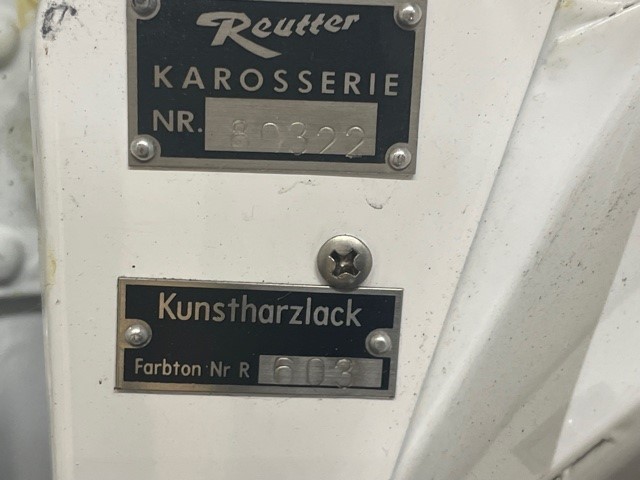 Reutter
KAROSSERIE
NR. 80322
Kunstharzlack
Farbton Nr R 603